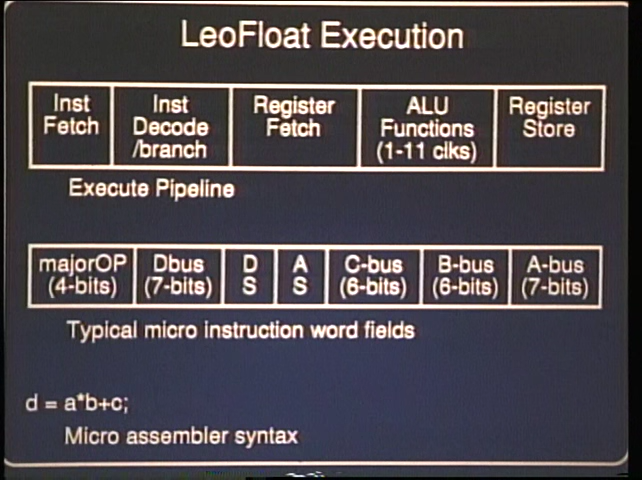 LeoFloat Execution
Inst Fetch
Inst Decode /branch
Register Fetch
ALU Functions (1-11 clks)
Register Store
Execute Pipeline
majorOP (4-bits)
Dbus (7-bits)
D S
A S
C-bus (6-bits)
B-bus (6-bits)
A-bus (7-bits)
Typical micro instruction word fields
d = a*b+c;
Micro assembler syntax